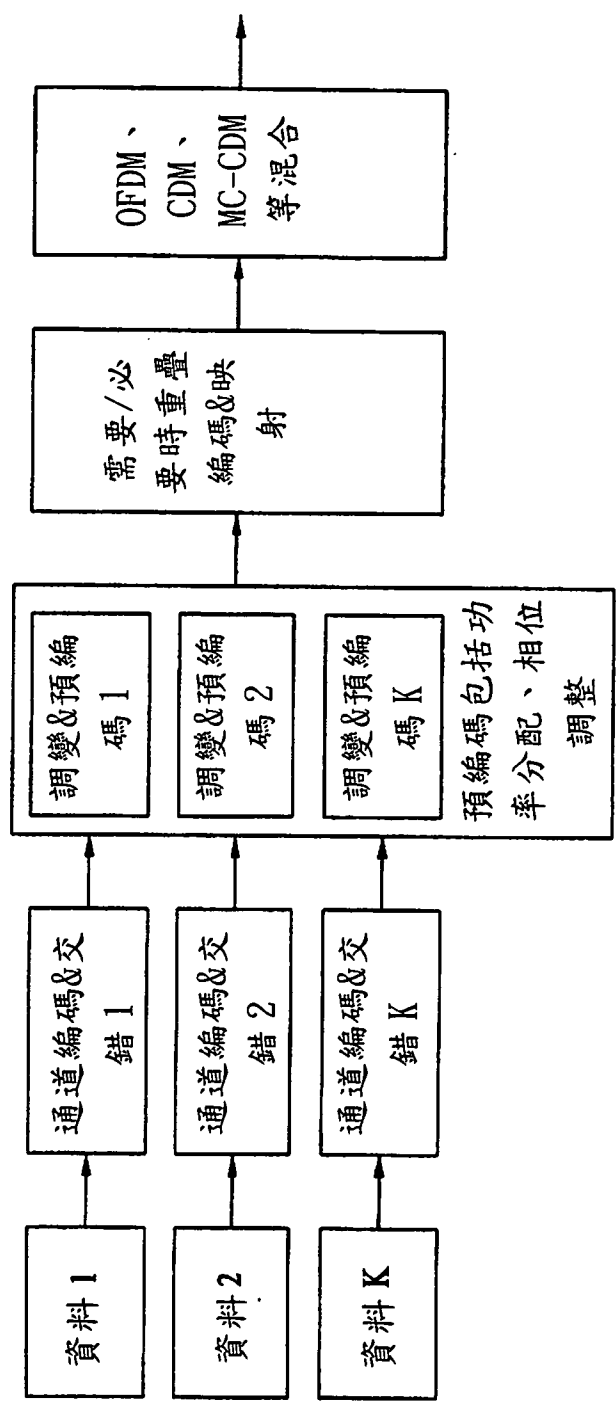 資料1
資料2
資料K
通道編碼&交
錯1
通道編碼&交
錯2
通道編碼&交
錯K
調變&預編
碼1
調變&預編
碼2
調變&預編
碼K
預編碼包括功
率分配、相位
調整
需要/必
要時重疊
編碼&映
射
OFDM、
CDM、
MC-CDM
等混合